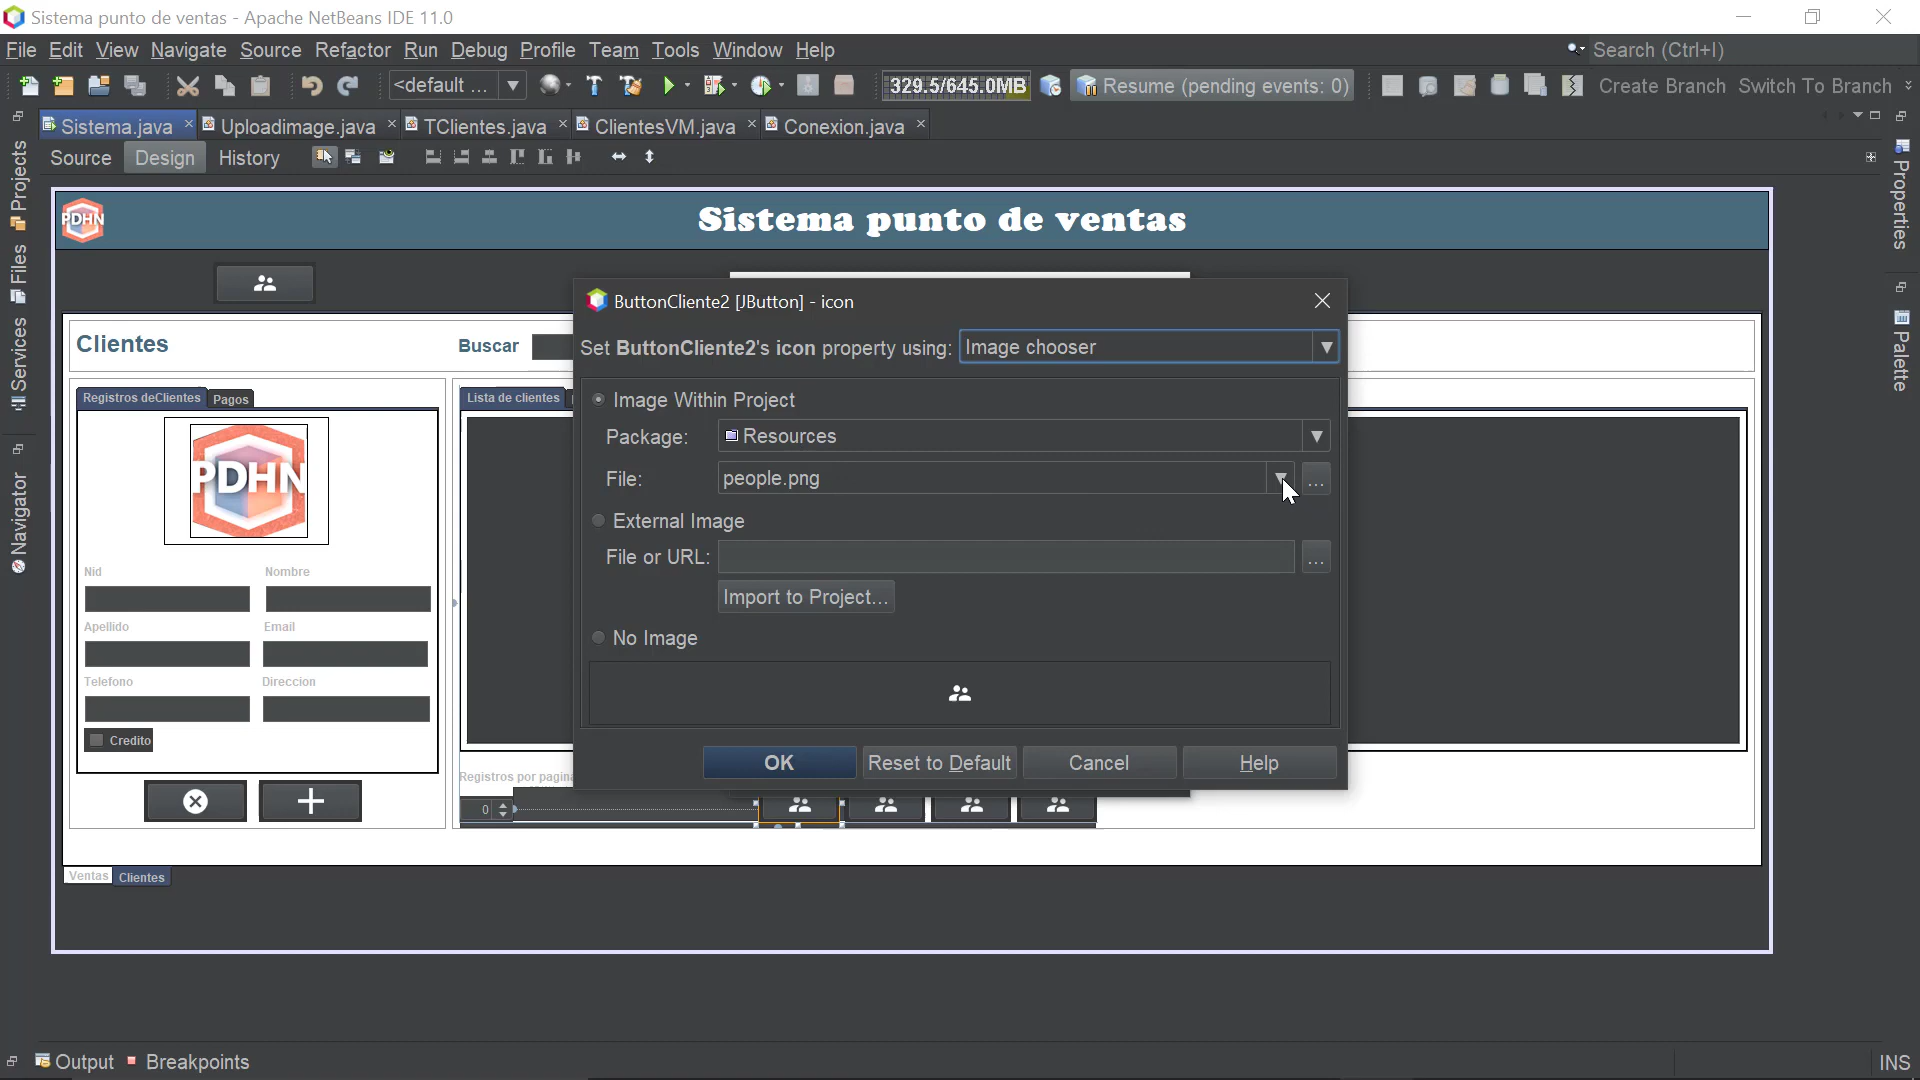 Sistema punto de ventas - Apache NetBeans IDE 11.0
File Edit View Navigate Source Refactor Run Debug Profile Team Tools Window Help
Search (Ctrl+I)
<default ...
329.5/645.0MB
Resume (pending events: 0)
Create Branch Switch To Branch
Sistema.java
Uploadimage.java
TClientes.java
ClientesVM.java
Conexion.java
Source Design History
Projects
Files
Services
Navigator
Properties
Palette
PDHN
Sistema punto de ventas
Clientes
Buscar
Registros deClientes
Pagos
Lista de clientes
PDHN
Nid
Nombre
Apellido
Email
Telefono
Direccion
Credito
Registros por pagina
0
Ventas
Clientes
ButtonCliente2 [JButton] - icon
Set ButtonCliente2's icon property using: Image chooser
Image Within Project
Package: Resources
File: people.png
...
External Image
File or URL:
...
Import to Project...
No Image
OK
Reset to Default
Cancel
Help
Output
Breakpoints
INS